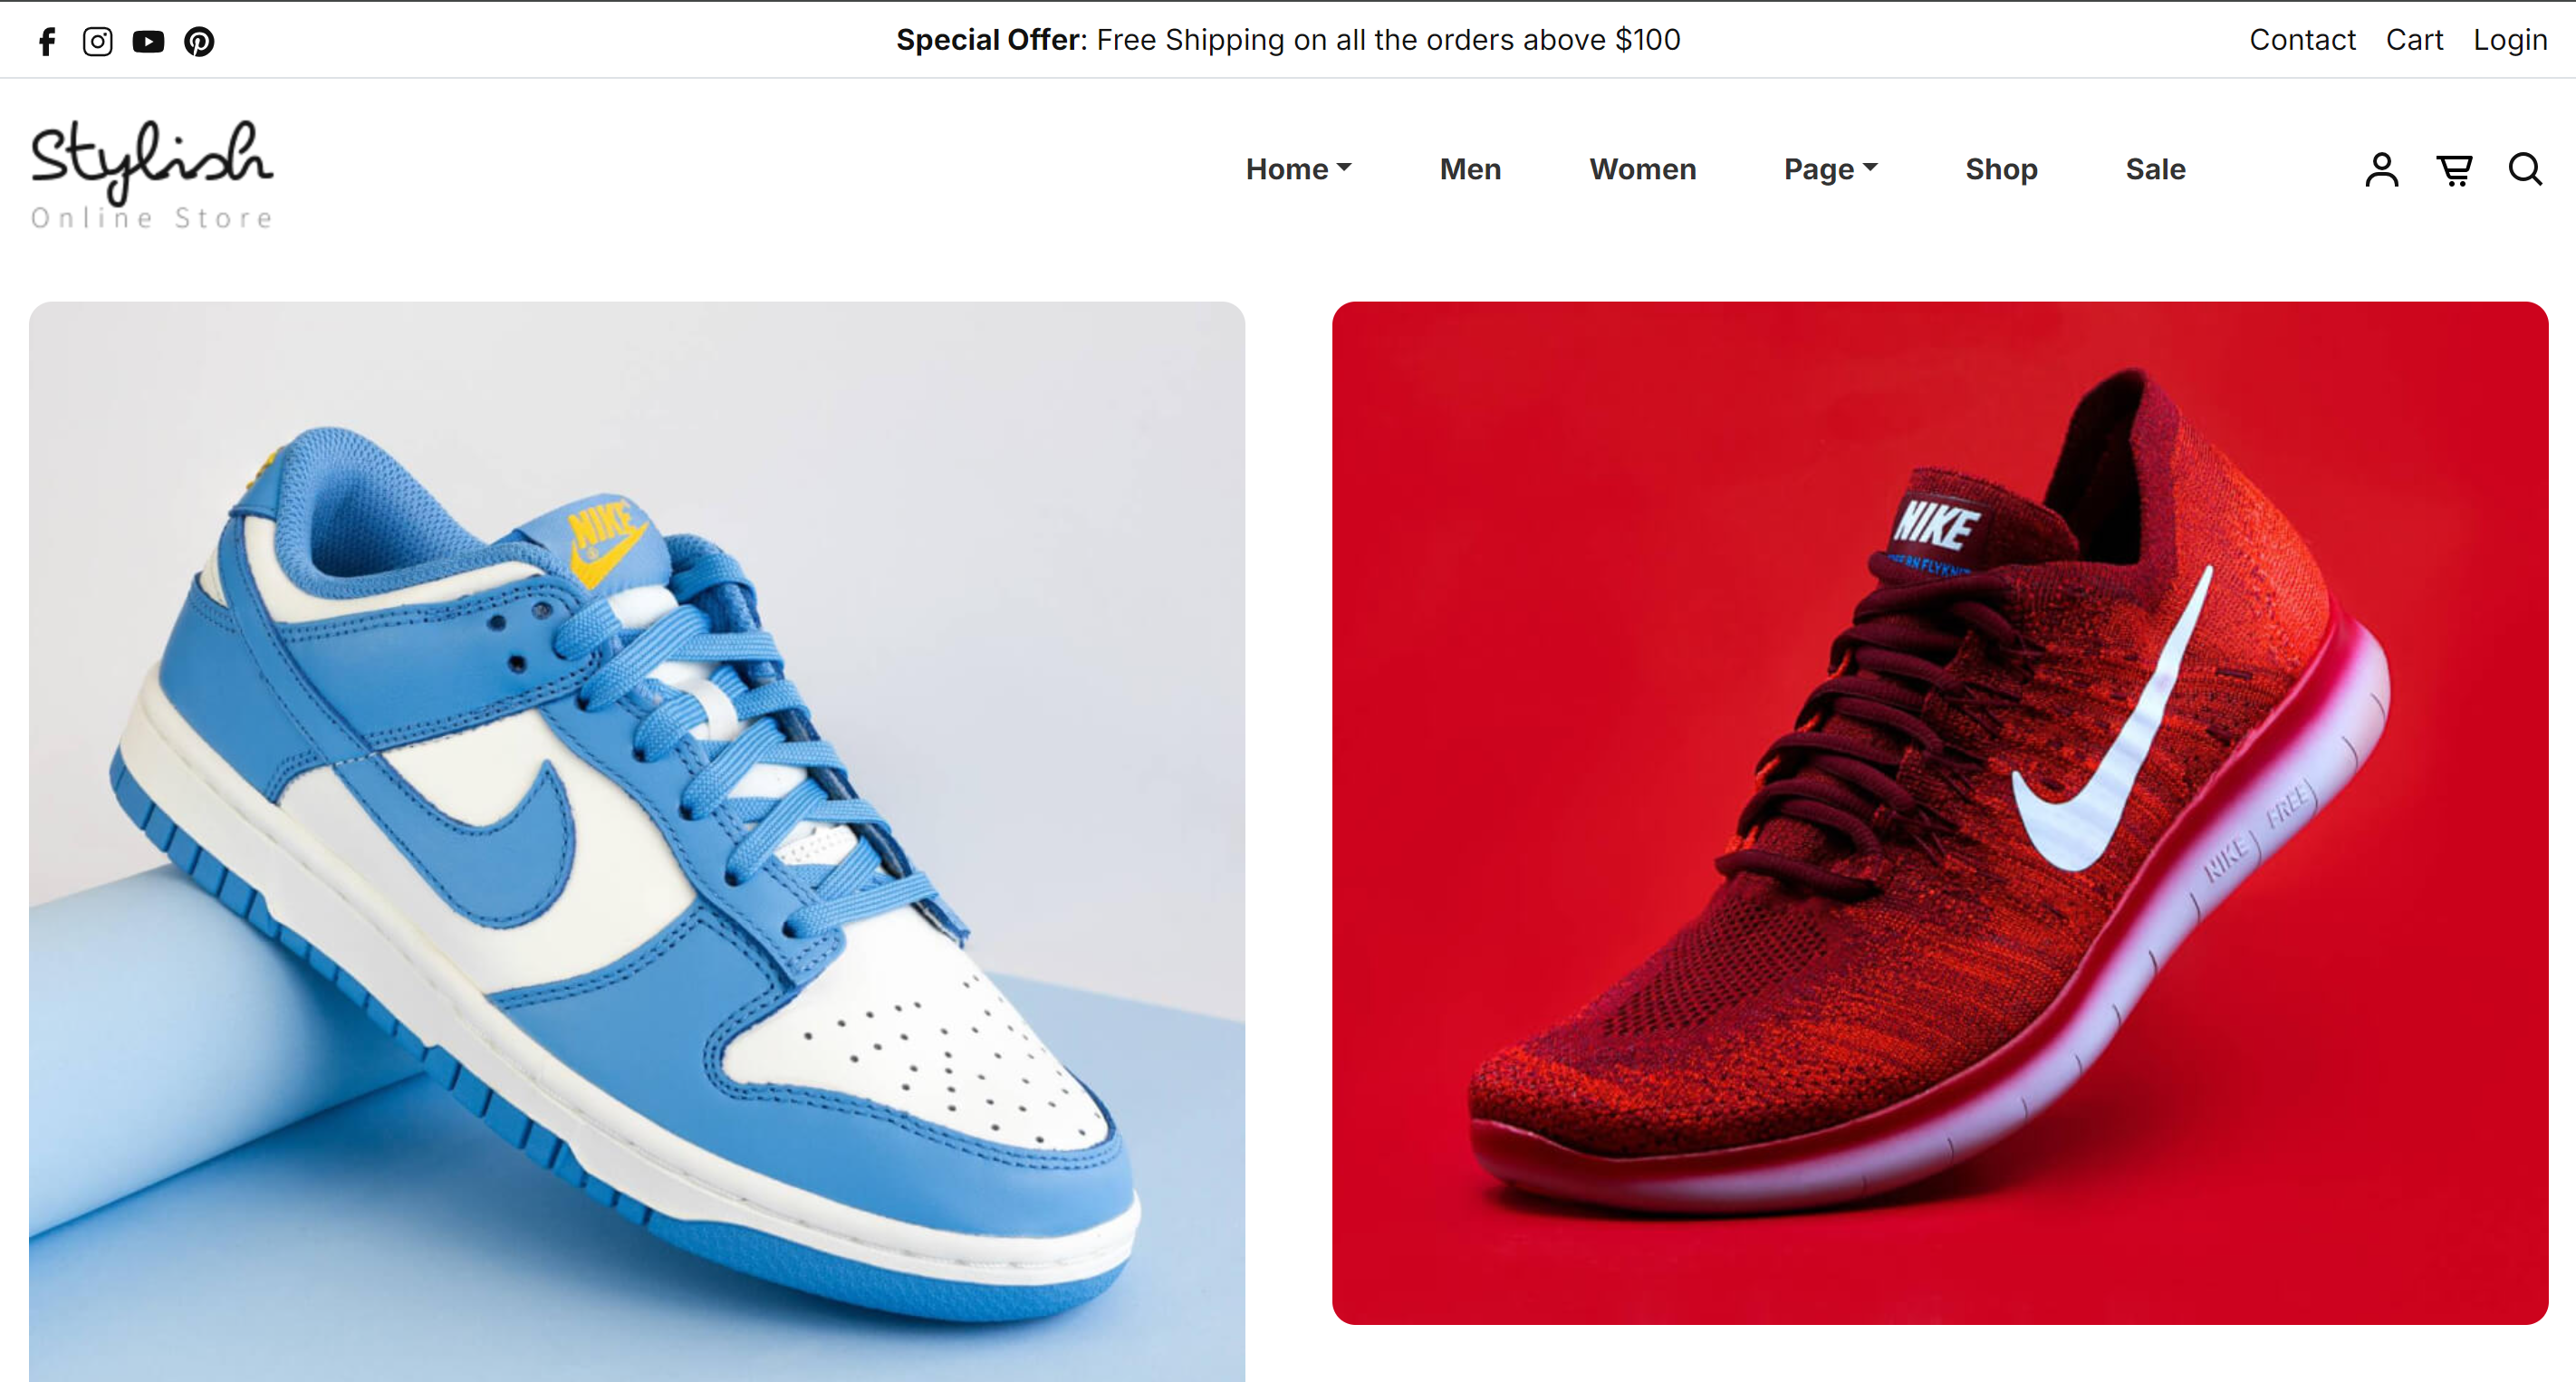 Special Offer: Free Shipping on all the orders above $100
Contact Cart Login
Stylish
Online Store
Home Men Women Page Shop Sale
NIKE
NIKE
NIKE FREE